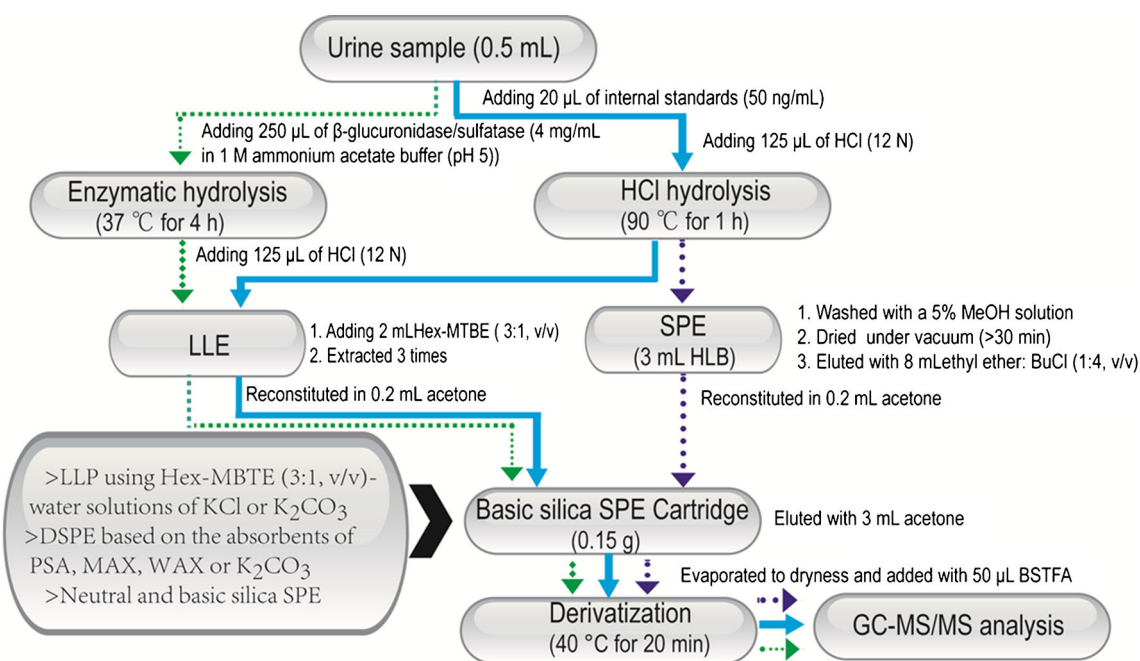 Urine sample (0.5 mL)
Adding 20 µL of internal standards (50 ng/mL)
Adding 250 µL of β-glucuronidase/sulfatase (4 mg/mL
in 1 M ammonium acetate buffer (pH 5))
Adding 125 µL of HCl (12 N)
Enzymatic hydrolysis
(37 ℃ for 4 h)
HCl hydrolysis
(90 ℃ for 1 h)
Adding 125 µL of HCl (12 N)
LLE
1. Adding 2 mLHex-MTBE ( 3:1, v/v)
2. Extracted 3 times
SPE
(3 mL HLB)
1. Washed with a 5% MeOH solution
2. Dried under vacuum (>30 min)
3. Eluted with 8 mLethyl ether: BuCl (1:4, v/v)
Reconstituted in 0.2 mL acetone
Reconstituted in 0.2 mL acetone
>LLP using Hex-MBTE (3:1, v/v)-
water solutions of KCl or K₂CO₃
>DSPE based on the absorbents of
PSA, MAX, WAX or K₂CO₃
>Neutral and basic silica SPE
Basic silica SPE Cartridge
(0.15 g)
Eluted with 3 mL acetone
Evaporated to dryness and added with 50 µL BSTFA
Derivatization
(40 °C for 20 min)
GC-MS/MS analysis